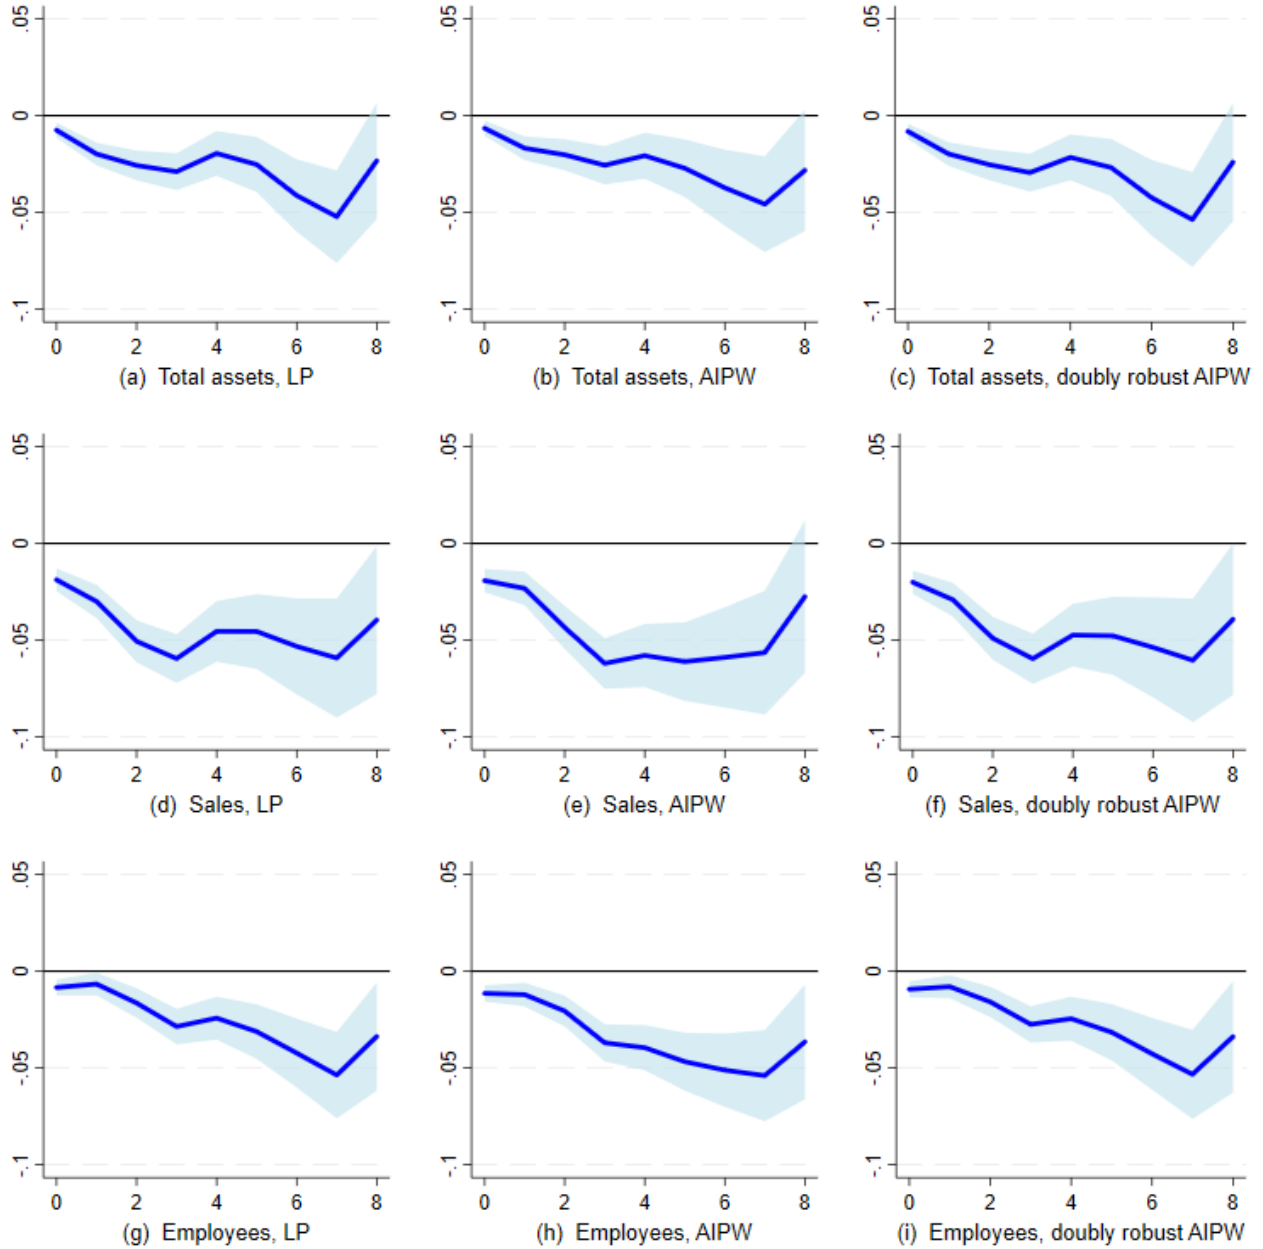 .05 .05 .05
0 0 0
-.05 -.05 -.05
-.1 -.1 -.1
0 2 4 6 8 0 2 4 6 8 0 2 4 6 8
(a) Total assets, LP (b) Total assets, AIPW (c) Total assets, doubly robust AIPW
.05 .05 .05
0 0 0
-.05 -.05 -.05
-.1 -.1 -.1
0 2 4 6 8 0 2 4 6 8 0 2 4 6 8
(d) Sales, LP (e) Sales, AIPW (f) Sales, doubly robust AIPW
.05 .05 .05
0 0 0
-.05 -.05 -.05
-.1 -.1 -.1
0 2 4 6 8 0 2 4 6 8 0 2 4 6 8
(g) Employees, LP (h) Employees, AIPW (i) Employees, doubly robust AIPW